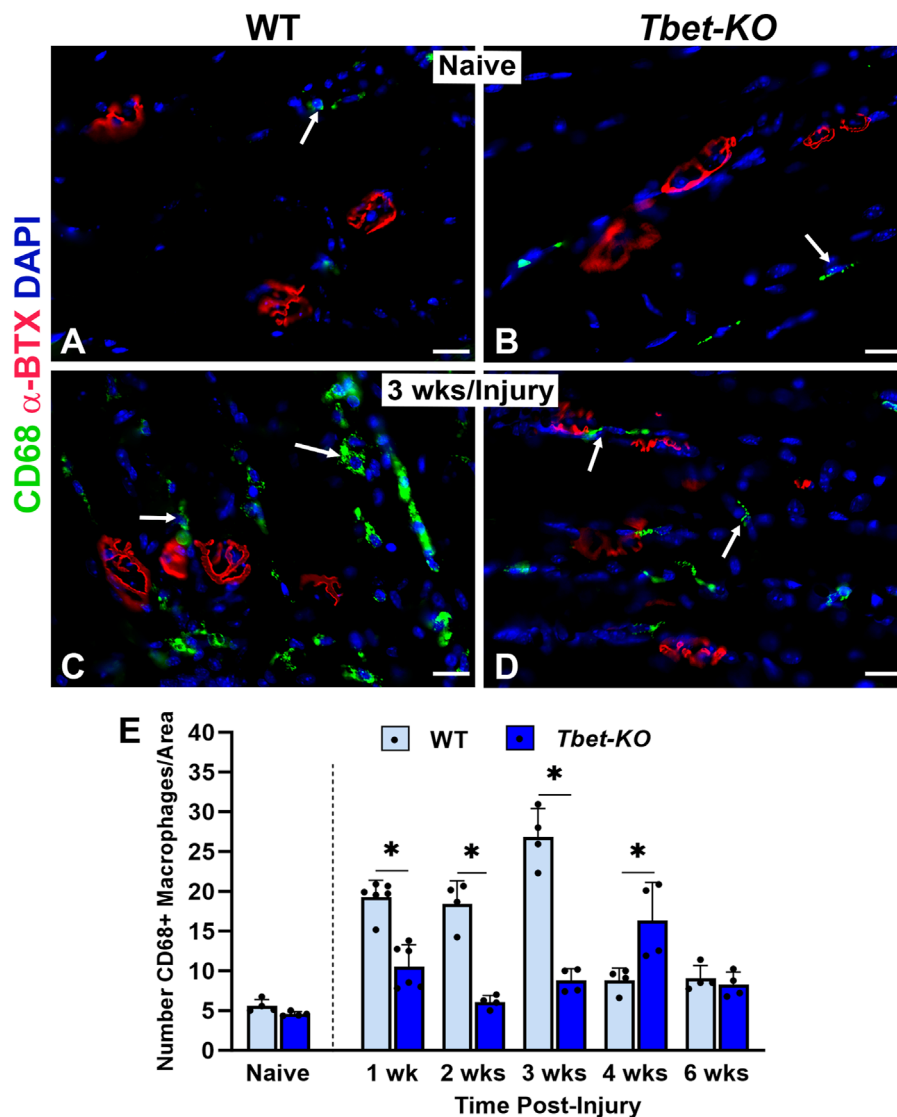 WT
Tbet-KO
Naive
CD68 α-BTX DAPI
A
B
3 wks/Injury
C
D
E
Number CD68+ Macrophages/Area
40
35
30
25
20
15
10
5
0
WT
Tbet-KO
*
*
*
*
Naive
1 wk
2 wks
3 wks
4 wks
6 wks
Time Post-Injury